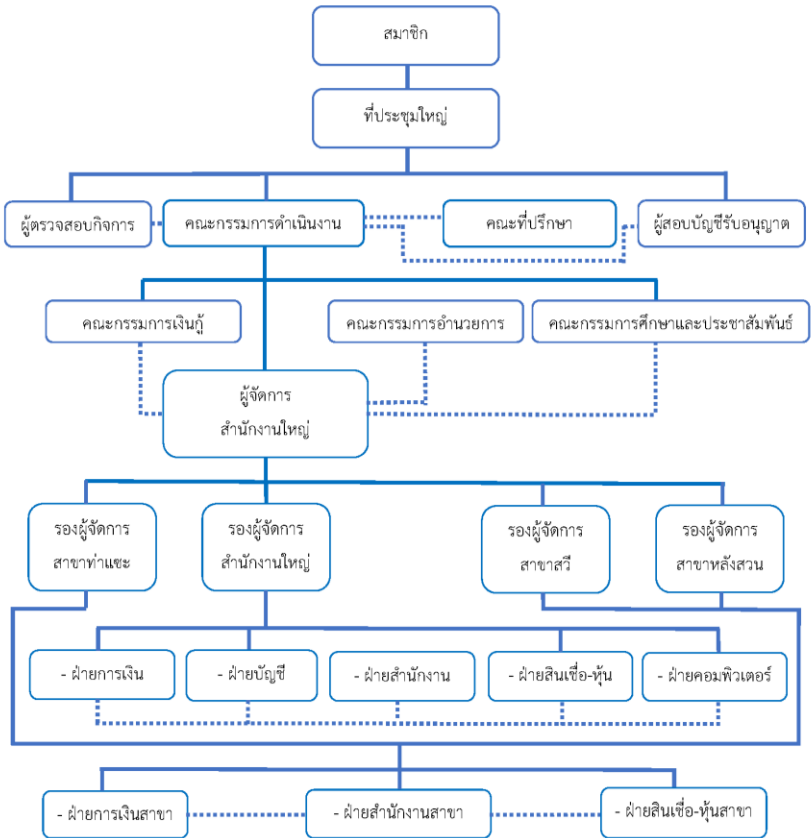 สมาชิก
ที่ประชุมใหญ่
ผู้ตรวจสอบกิจการ
คณะกรรมการดำเนินงาน
คณะที่ปรึกษา
ผู้สอบบัญชีรับอนุญาต
คณะกรรมการเงินกู้
คณะกรรมการอำนวยการ
คณะกรรมการศึกษาและประชาสัมพันธ์
ผู้จัดการ
สำนักงานใหญ่
รองผู้จัดการ
สาขาท่าแซะ
รองผู้จัดการ
สำนักงานใหญ่
รองผู้จัดการ
สาขาสวี
รองผู้จัดการ
สาขาหลังสวน
- ฝ่ายการเงิน
- ฝ่ายบัญชี
- ฝ่ายสำนักงาน
- ฝ่ายสินเชื่อ-หุ้น
- ฝ่ายคอมพิวเตอร์
- ฝ่ายการเงินสาขา
- ฝ่ายสำนักงานสาขา
- ฝ่ายสินเชื่อ-หุ้นสาขา